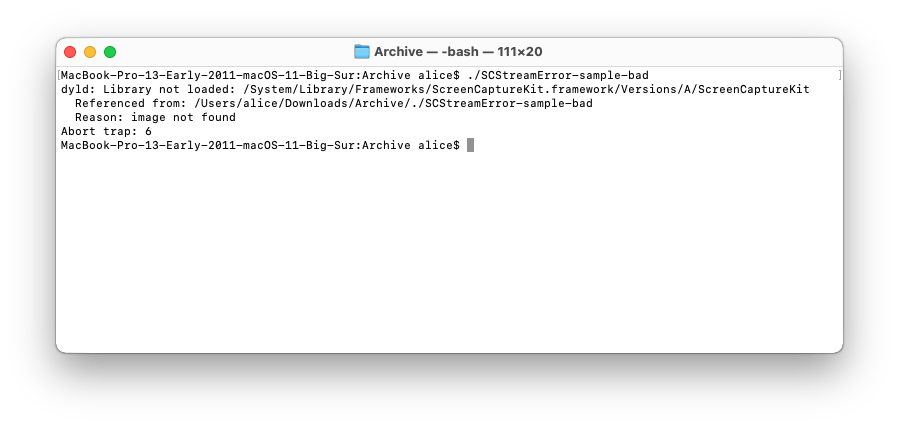 Archive — -bash — 111×20
[MacBook-Pro-13-Early-2011-macOS-11-Big-Sur:Archive alice$ ./SCStreamError-sample-bad ]
dyld: Library not loaded: /System/Library/Frameworks/ScreenCaptureKit.framework/Versions/A/ScreenCaptureKit
  Referenced from: /Users/alice/Downloads/Archive/./SCStreamError-sample-bad
  Reason: image not found
Abort trap: 6
MacBook-Pro-13-Early-2011-macOS-11-Big-Sur:Archive alice$